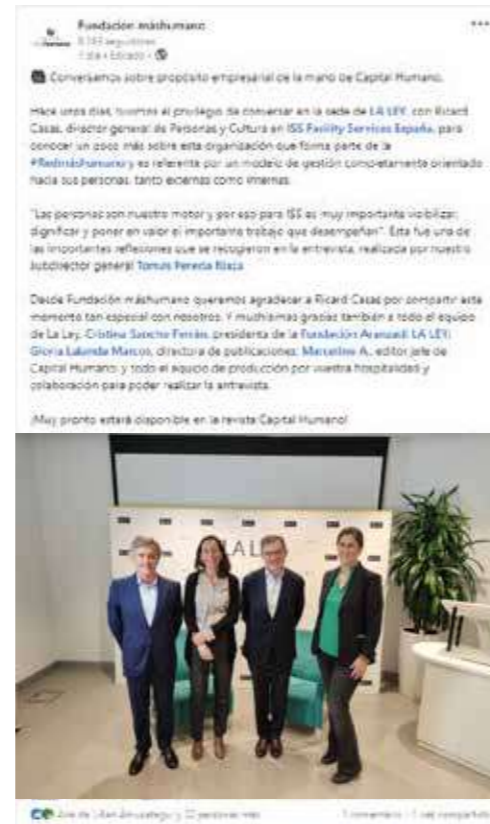 Fundación máshumano
seguidores
1 día • Editado •
Conversamos sobre propósito empresarial de la mano de Capital Humano.
Hace unos días, tuvimos el privilegio de conversar en la sede de LA LEY, con Ricard
Casas, director general de Personas y Cultura en ISS Facility Services España, para
conocer un poco más sobre esta organización que forma parte de la
#Redmáshumano y es referente por un modelo de gestión completamente orientado
hacia sus personas, tanto externas como internas.
"Las personas son nuestro motor y por eso para ISS es muy importante visibilizar,
dignificar y poner en valor el importante trabajo que desempeñan". Esta fue una de
las importantes reflexiones que se recogieron en la entrevista, realizada por nuestro
subdirector general Tomás Pereda
Desde Fundación máshumano queremos agradecer a Ricard Casas por compartir este
momento tan especial con nosotros. Y muchísimas gracias también a todo el equipo
de La Ley, Cristina Sancho Ferrán, presidenta de la Fundación Aranzadi LA LEY;
Gloria Lalanda Marcos, directora de publicaciones; Marcelino A., editor jefe de
Capital Humano; y todo el equipo de producción por vuestra hospitalidad y
colaboración para poder realizar la entrevista.
¡Muy pronto estará disponible en la revista Capital Humano!
LA LE
personas más
1 comentario • 1 vez compartido